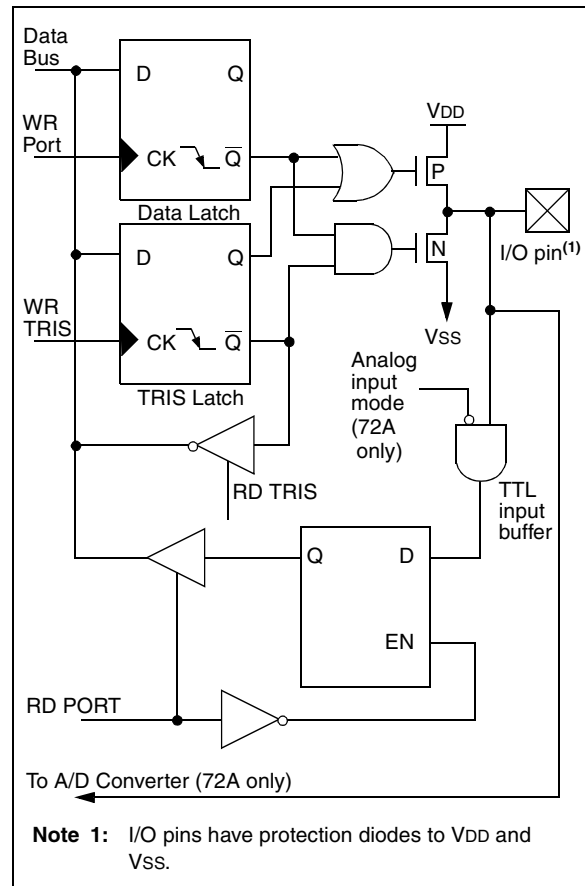 Data
Bus
D
Q
WR
Port
CK
Q
Data Latch
VDD
P
N
I/O pin(1)
VSS
D
Q
WR
TRIS
CK
Q
TRIS Latch
Analog
input
mode
(72A
only)
RD TRIS
TTL
input
buffer
Q
D
EN
RD PORT
To A/D Converter (72A only)
Note 1: I/O pins have protection diodes to VDD and
VSS.